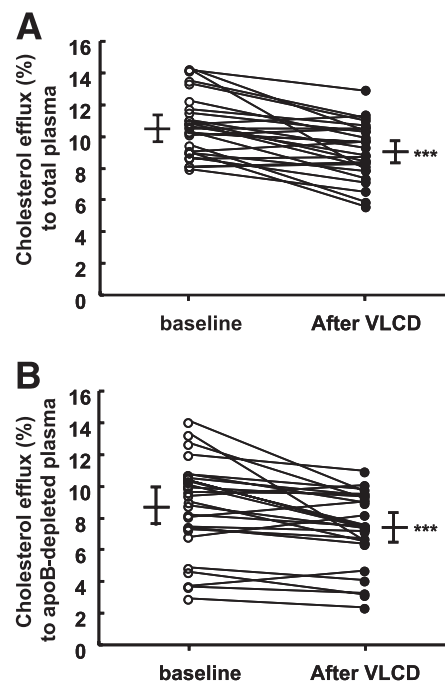 A
Cholesterol efflux (%)
to total plasma
16
14
12
10
8
6
4
2
0
***
baseline After VLCD
B
Cholesterol efflux (%)
to apoB-depleted plasma
16
14
12
10
8
6
4
2
0
***
baseline After VLCD